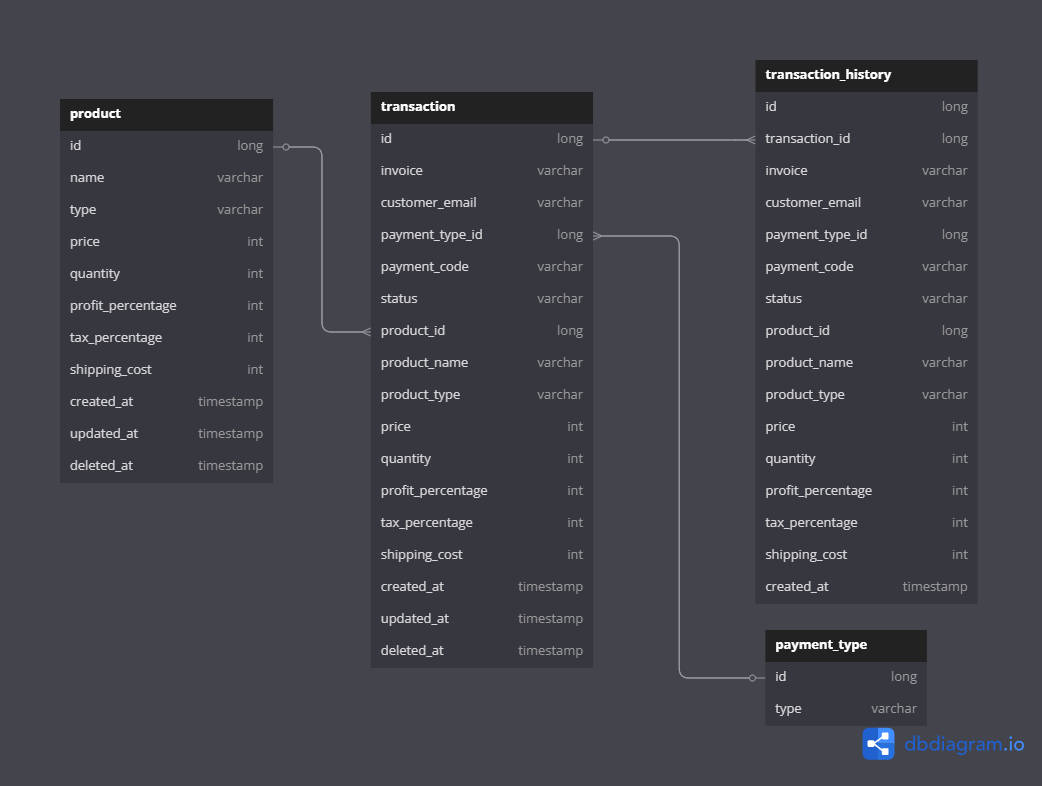 product
id long
name varchar
type varchar
price int
quantity int
profit_percentage int
tax_percentage int
shipping_cost int
created_at timestamp
updated_at timestamp
deleted_at timestamp
transaction
id long
invoice varchar
customer_email varchar
payment_type_id long
payment_code varchar
status varchar
product_id long
product_name varchar
product_type varchar
price int
quantity int
profit_percentage int
tax_percentage int
shipping_cost int
created_at timestamp
updated_at timestamp
deleted_at timestamp
transaction_history
id long
transaction_id long
invoice varchar
customer_email varchar
payment_type_id long
payment_code varchar
status varchar
product_id long
product_name varchar
product_type varchar
price int
quantity int
profit_percentage int
tax_percentage int
shipping_cost int
created_at timestamp
payment_type
id long
type varchar
dbdiagram.io